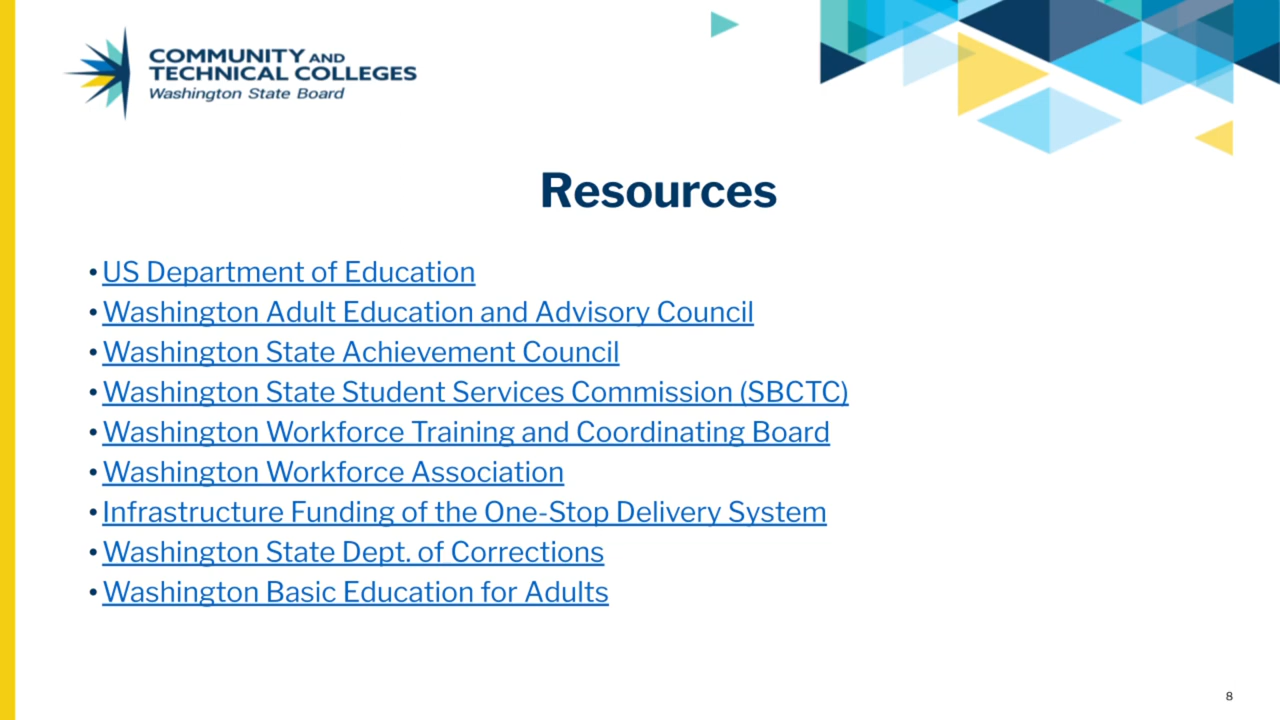 COMMUNITY AND
TECHNICAL COLLEGES
Washington State Board
Resources
• US Department of Education
• Washington Adult Education and Advisory Council
• Washington State Achievement Council
• Washington State Student Services Commission (SBCTC)
• Washington Workforce Training and Coordinating Board
• Washington Workforce Association
• Infrastructure Funding of the One-Stop Delivery System
• Washington State Dept. of Corrections
• Washington Basic Education for Adults
8